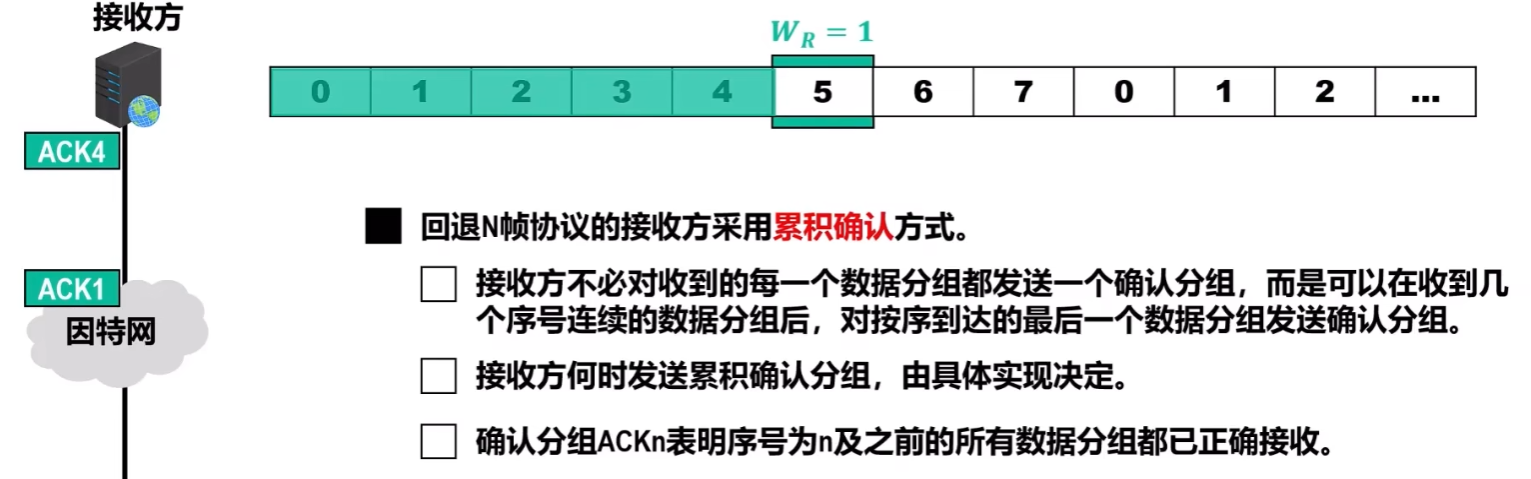 接收方
W_R = 1
0 1 2 3 4 5 6 7 0 1 2 ...
ACK4
回退N帧协议的接收方采用累积确认方式。
ACK1
接收方不必对收到的每一个数据分组都发送一个确认分组，而是可以在收到几
个序号连续的数据分组后，对按序到达的最后一个数据分组发送确认分组。
因特网
接收方何时发送累积确认分组，由具体实现决定。
确认分组ACKn表明序号为n及之前的所有数据分组都已正确接收。